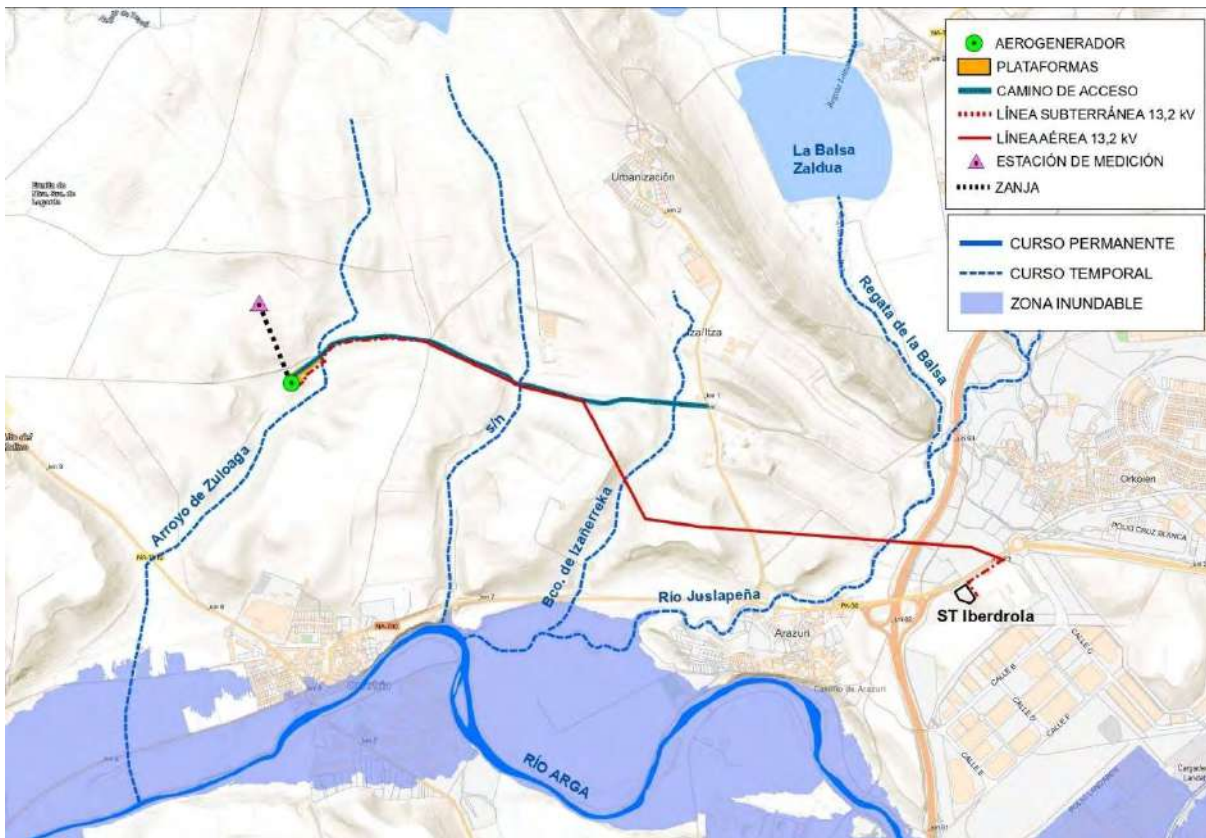 AEROGENERADOR
PLATAFORMAS
CAMINO DE ACCESO
LÍNEA SUBTERRÁNEA 13,2 kV
LÍNEA AÉREA 13,2 kV
ESTACIÓN DE MEDICIÓN
ZANJA
CURSO PERMANENTE
CURSO TEMPORAL
ZONA INUNDABLE
La Balsa
Zaldua
Urbanización
Iza/Itza
Regata de la Balsa
s/n
Arroyo de Zuloaga
Bco. de Izañerreka
Río Juslapeña
Orkoien
POLIG CRUZ BLANCA
ST Iberdrola
Arazuri
Castillo de Arazuri
RÍO ARGA
CALLE B
CALLE G
CALLE D
CALLE F
CALLE E